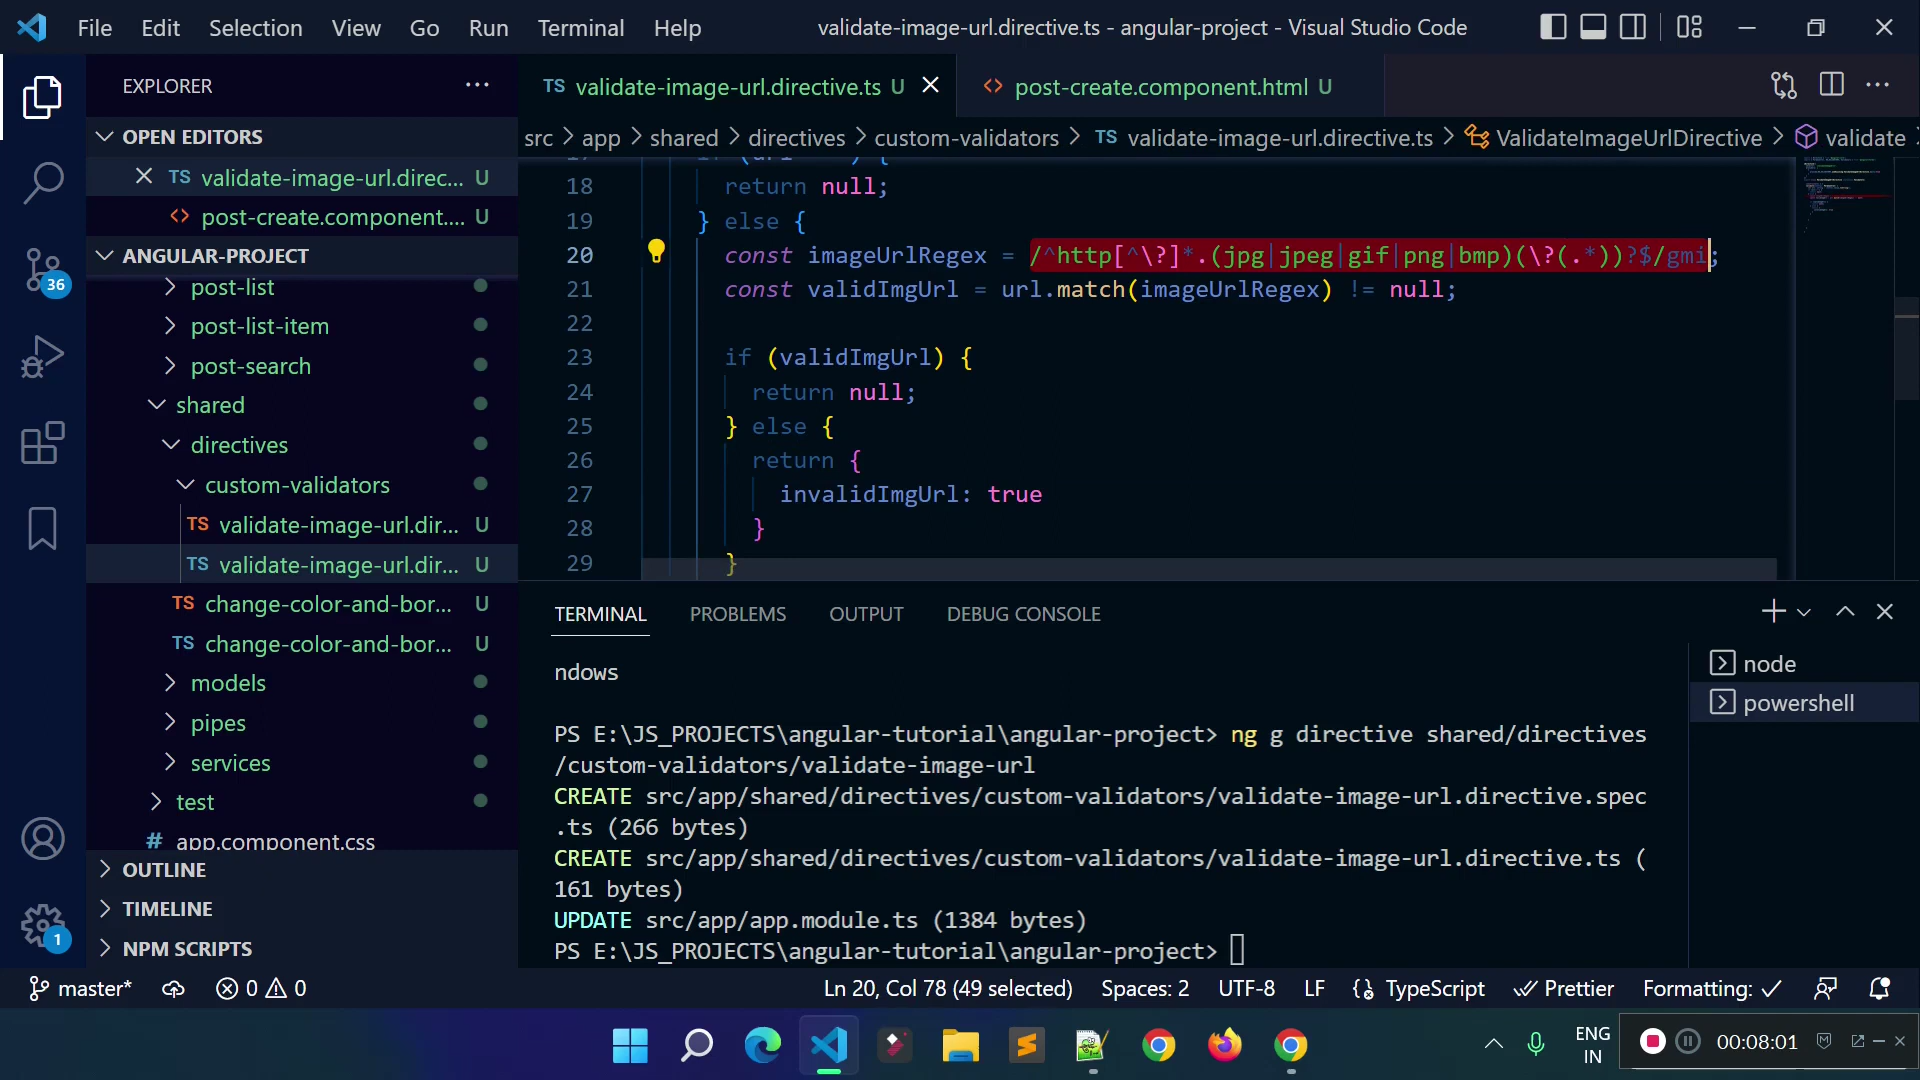 File Edit Selection View Go Run Terminal Help
validate-image-url.directive.ts - angular-project - Visual Studio Code
EXPLORER
OPEN EDITORS
TS validate-image-url.direc... U
<> post-create.component.... U
ANGULAR-PROJECT
post-list
post-list-item
post-search
shared
directives
custom-validators
TS validate-image-url.dir... U
TS validate-image-url.dir... U
TS change-color-and-bor... U
TS change-color-and-bor... U
models
pipes
services
test
# app.component.css
OUTLINE
TIMELINE
NPM SCRIPTS
36
1
TS validate-image-url.directive.ts U
<> post-create.component.html U
src > app > shared > directives > custom-validators > TS validate-image-url.directive.ts > ValidateImageUrlDirective > validate
18 return null;
19 } else {
20 const imageUrlRegex = /^http[^\?]*.(jpg|jpeg|gif|png|bmp)(\?(.*))?$/gmi;
21 const validImgUrl = url.match(imageUrlRegex) != null;
22
23 if (validImgUrl) {
24 return null;
25 } else {
26 return {
27 invalidImgUrl: true
28 }
29 }
TERMINAL PROBLEMS OUTPUT DEBUG CONSOLE
ndows
PS E:\JS_PROJECTS\angular-tutorial\angular-project> ng g directive shared/directives
/custom-validators/validate-image-url
CREATE src/app/shared/directives/custom-validators/validate-image-url.directive.spec
.ts (266 bytes)
CREATE src/app/shared/directives/custom-validators/validate-image-url.directive.ts (
161 bytes)
UPDATE src/app/app.module.ts (1384 bytes)
PS E:\JS_PROJECTS\angular-tutorial\angular-project>
node
powershell
master* 0 0
Ln 20, Col 78 (49 selected) Spaces: 2 UTF-8 LF TypeScript Prettier Formatting: ✓
ENG
IN
00:08:01